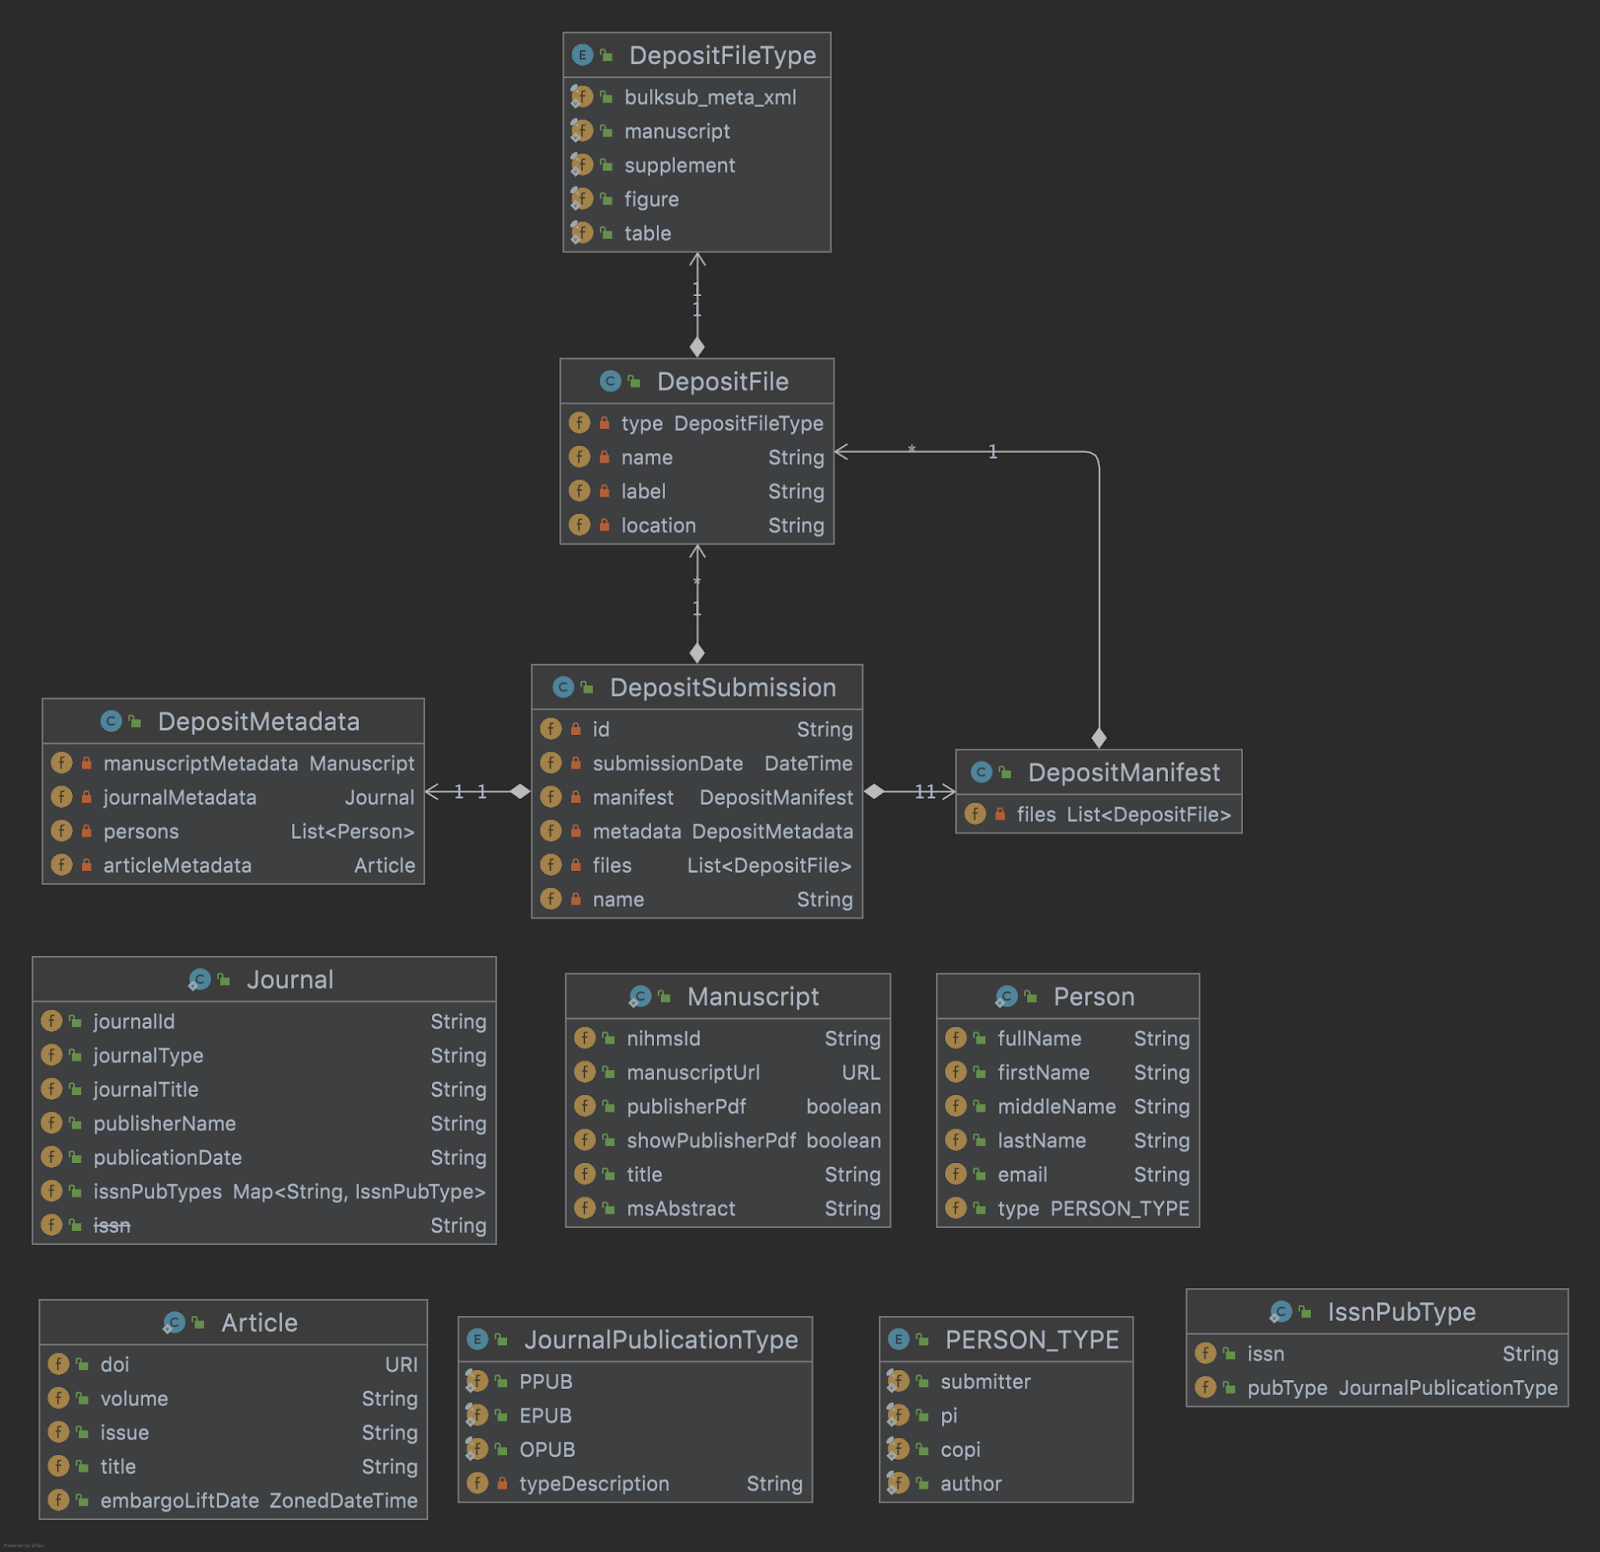 DepositFileType
bulksub_meta_xml
manuscript
supplement
figure
table
1
1
DepositFile
type DepositFileType
name String
label String
location String
* 1
*
1
DepositSubmission
id String
submissionDate DateTime
manifest DepositManifest
metadata DepositMetadata
files List<DepositFile>
name String
DepositMetadata
manuscriptMetadata Manuscript
journalMetadata Journal
persons List<Person>
articleMetadata Article
1 1
11
DepositManifest
files List<DepositFile>
Journal
journalId String
journalType String
journalTitle String
publisherName String
publicationDate String
issnPubTypes Map<String, IssnPubType>
issn String
Manuscript
nihmsId String
manuscriptUrl URL
publisherPdf boolean
showPublisherPdf boolean
title String
msAbstract String
Person
fullName String
firstName String
middleName String
lastName String
email String
type PERSON_TYPE
Article
doi URI
volume String
issue String
title String
embargoLiftDate ZonedDateTime
JournalPublicationType
PPUB
EPUB
OPUB
typeDescription String
PERSON_TYPE
submitter
pi
copi
author
IssnPubType
issn String
pubType JournalPublicationType
Powered by yFiles